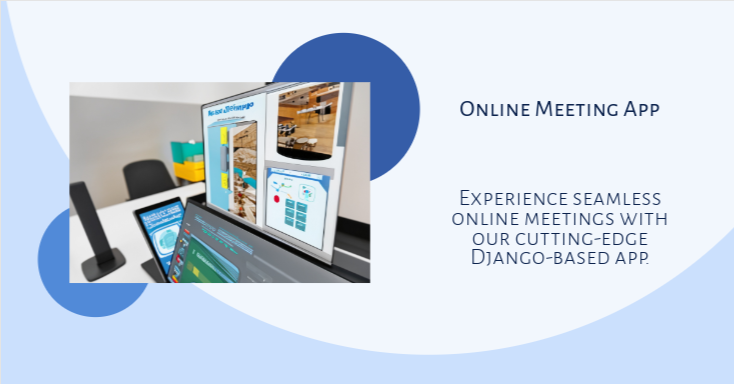 Online Meeting App
Experience seamless
online meetings with
our cutting-edge
Django-based app.